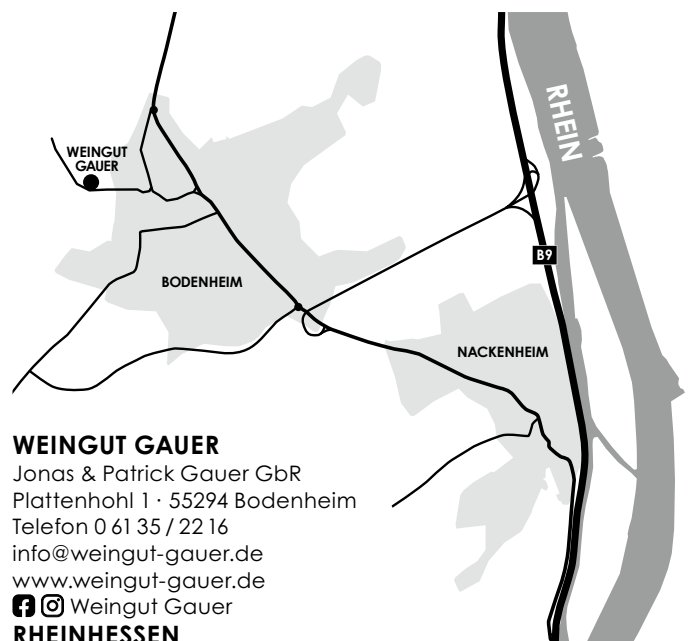 RHEIN
WEINGUT
GAUER
B9
BODENHEIM
NACKENHEIM
WEINGUT GAUER
Jonas & Patrick Gauer GbR
Plattenhohl 1 · 55294 Bodenheim
Telefon 0 61 35 / 22 16
info@weingut-gauer.de
www.weingut-gauer.de
Weingut Gauer
RHEINHESSEN